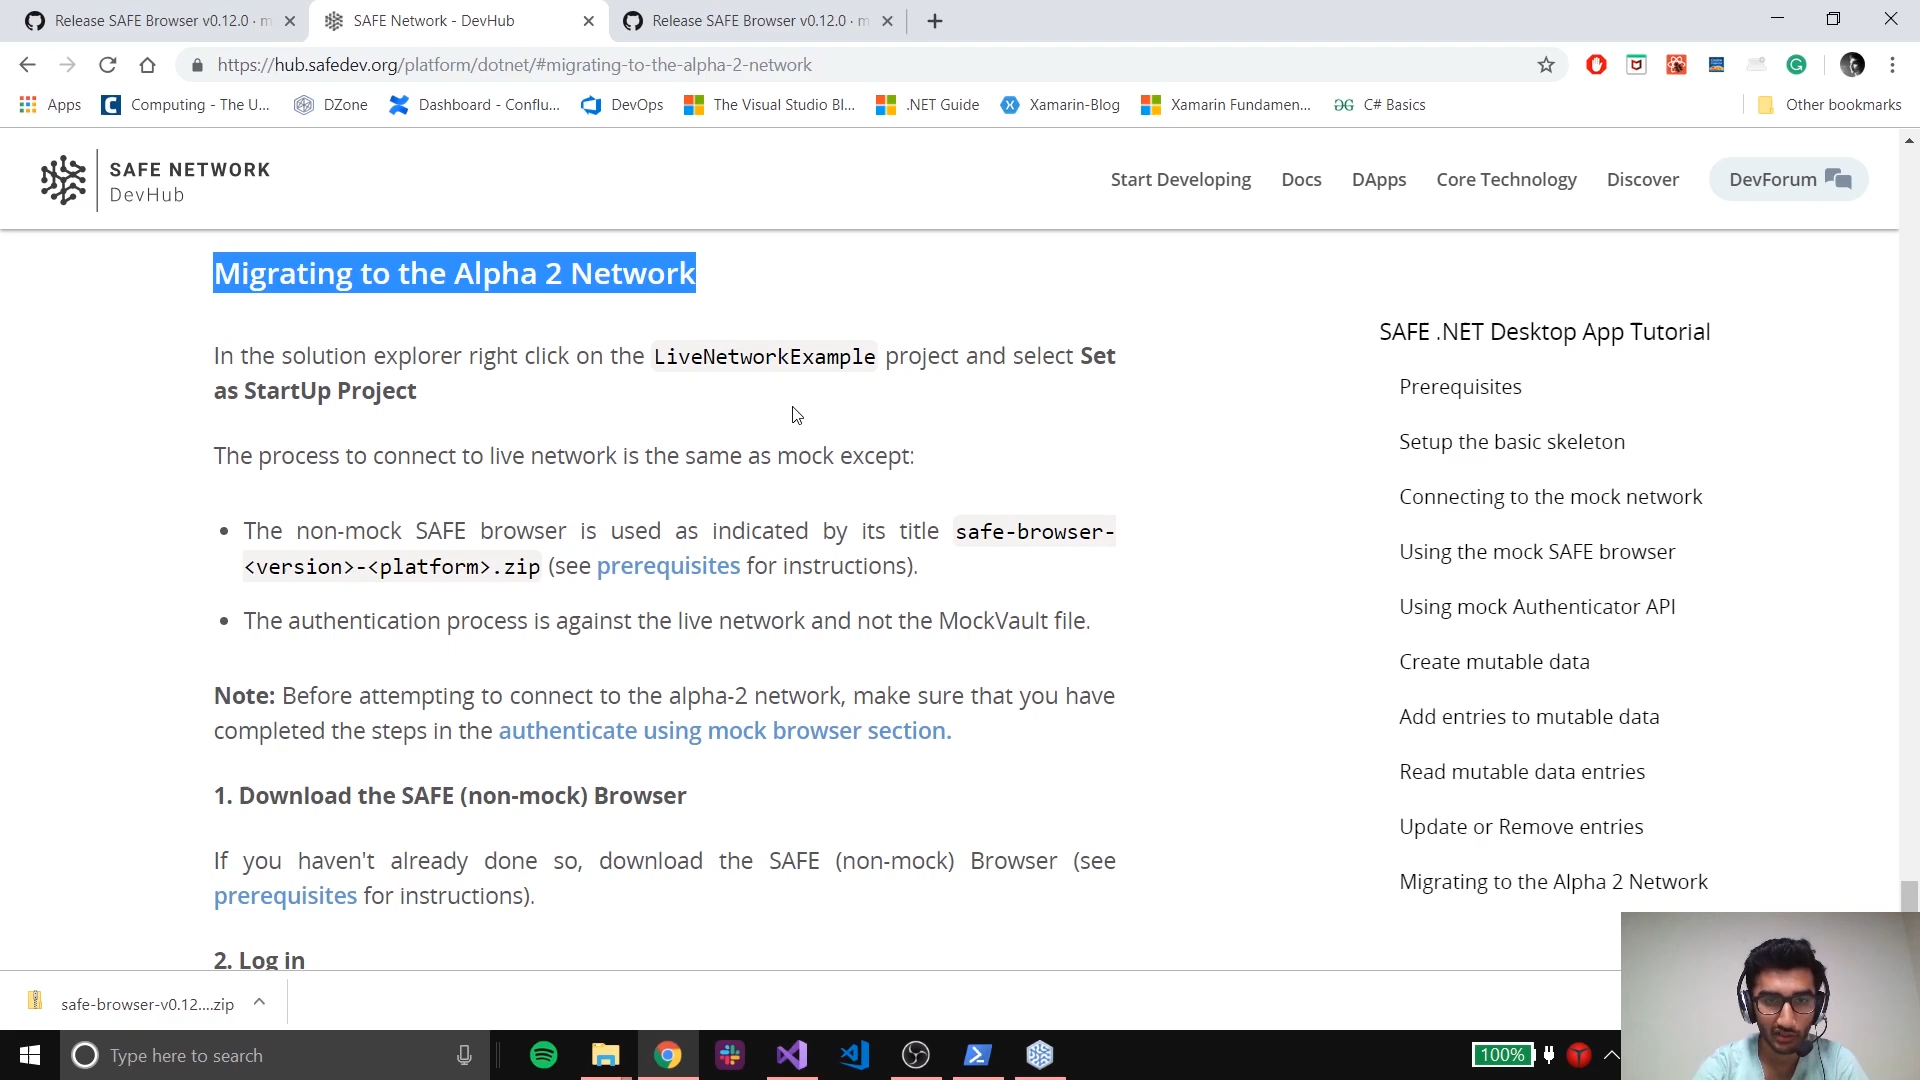 Release SAFE Browser v0.12.0 · m
SAFE Network - DevHub
Release SAFE Browser v0.12.0 · m
https://hub.safedev.org/platform/dotnet/#migrating-to-the-alpha-2-network
Apps
Computing - The U...
DZone
Dashboard - Conflu...
DevOps
The Visual Studio Bl...
.NET Guide
Xamarin-Blog
Xamarin Fundamen...
C# Basics
Other bookmarks
SAFE NETWORK
DevHub
Start Developing
Docs
DApps
Core Technology
Discover
DevForum
Migrating to the Alpha 2 Network
In the solution explorer right click on the LiveNetworkExample project and select Set
as StartUp Project
The process to connect to live network is the same as mock except:
• The non-mock SAFE browser is used as indicated by its title safe-browser-
<version>-<platform>.zip (see prerequisites for instructions).
• The authentication process is against the live network and not the MockVault file.
Note: Before attempting to connect to the alpha-2 network, make sure that you have
completed the steps in the authenticate using mock browser section.
1. Download the SAFE (non-mock) Browser
If you haven't already done so, download the SAFE (non-mock) Browser (see
prerequisites for instructions).
2. Log in
SAFE .NET Desktop App Tutorial
Prerequisites
Setup the basic skeleton
Connecting to the mock network
Using the mock SAFE browser
Using mock Authenticator API
Create mutable data
Add entries to mutable data
Read mutable data entries
Update or Remove entries
Migrating to the Alpha 2 Network
safe-browser-v0.12....zip
Type here to search
100%